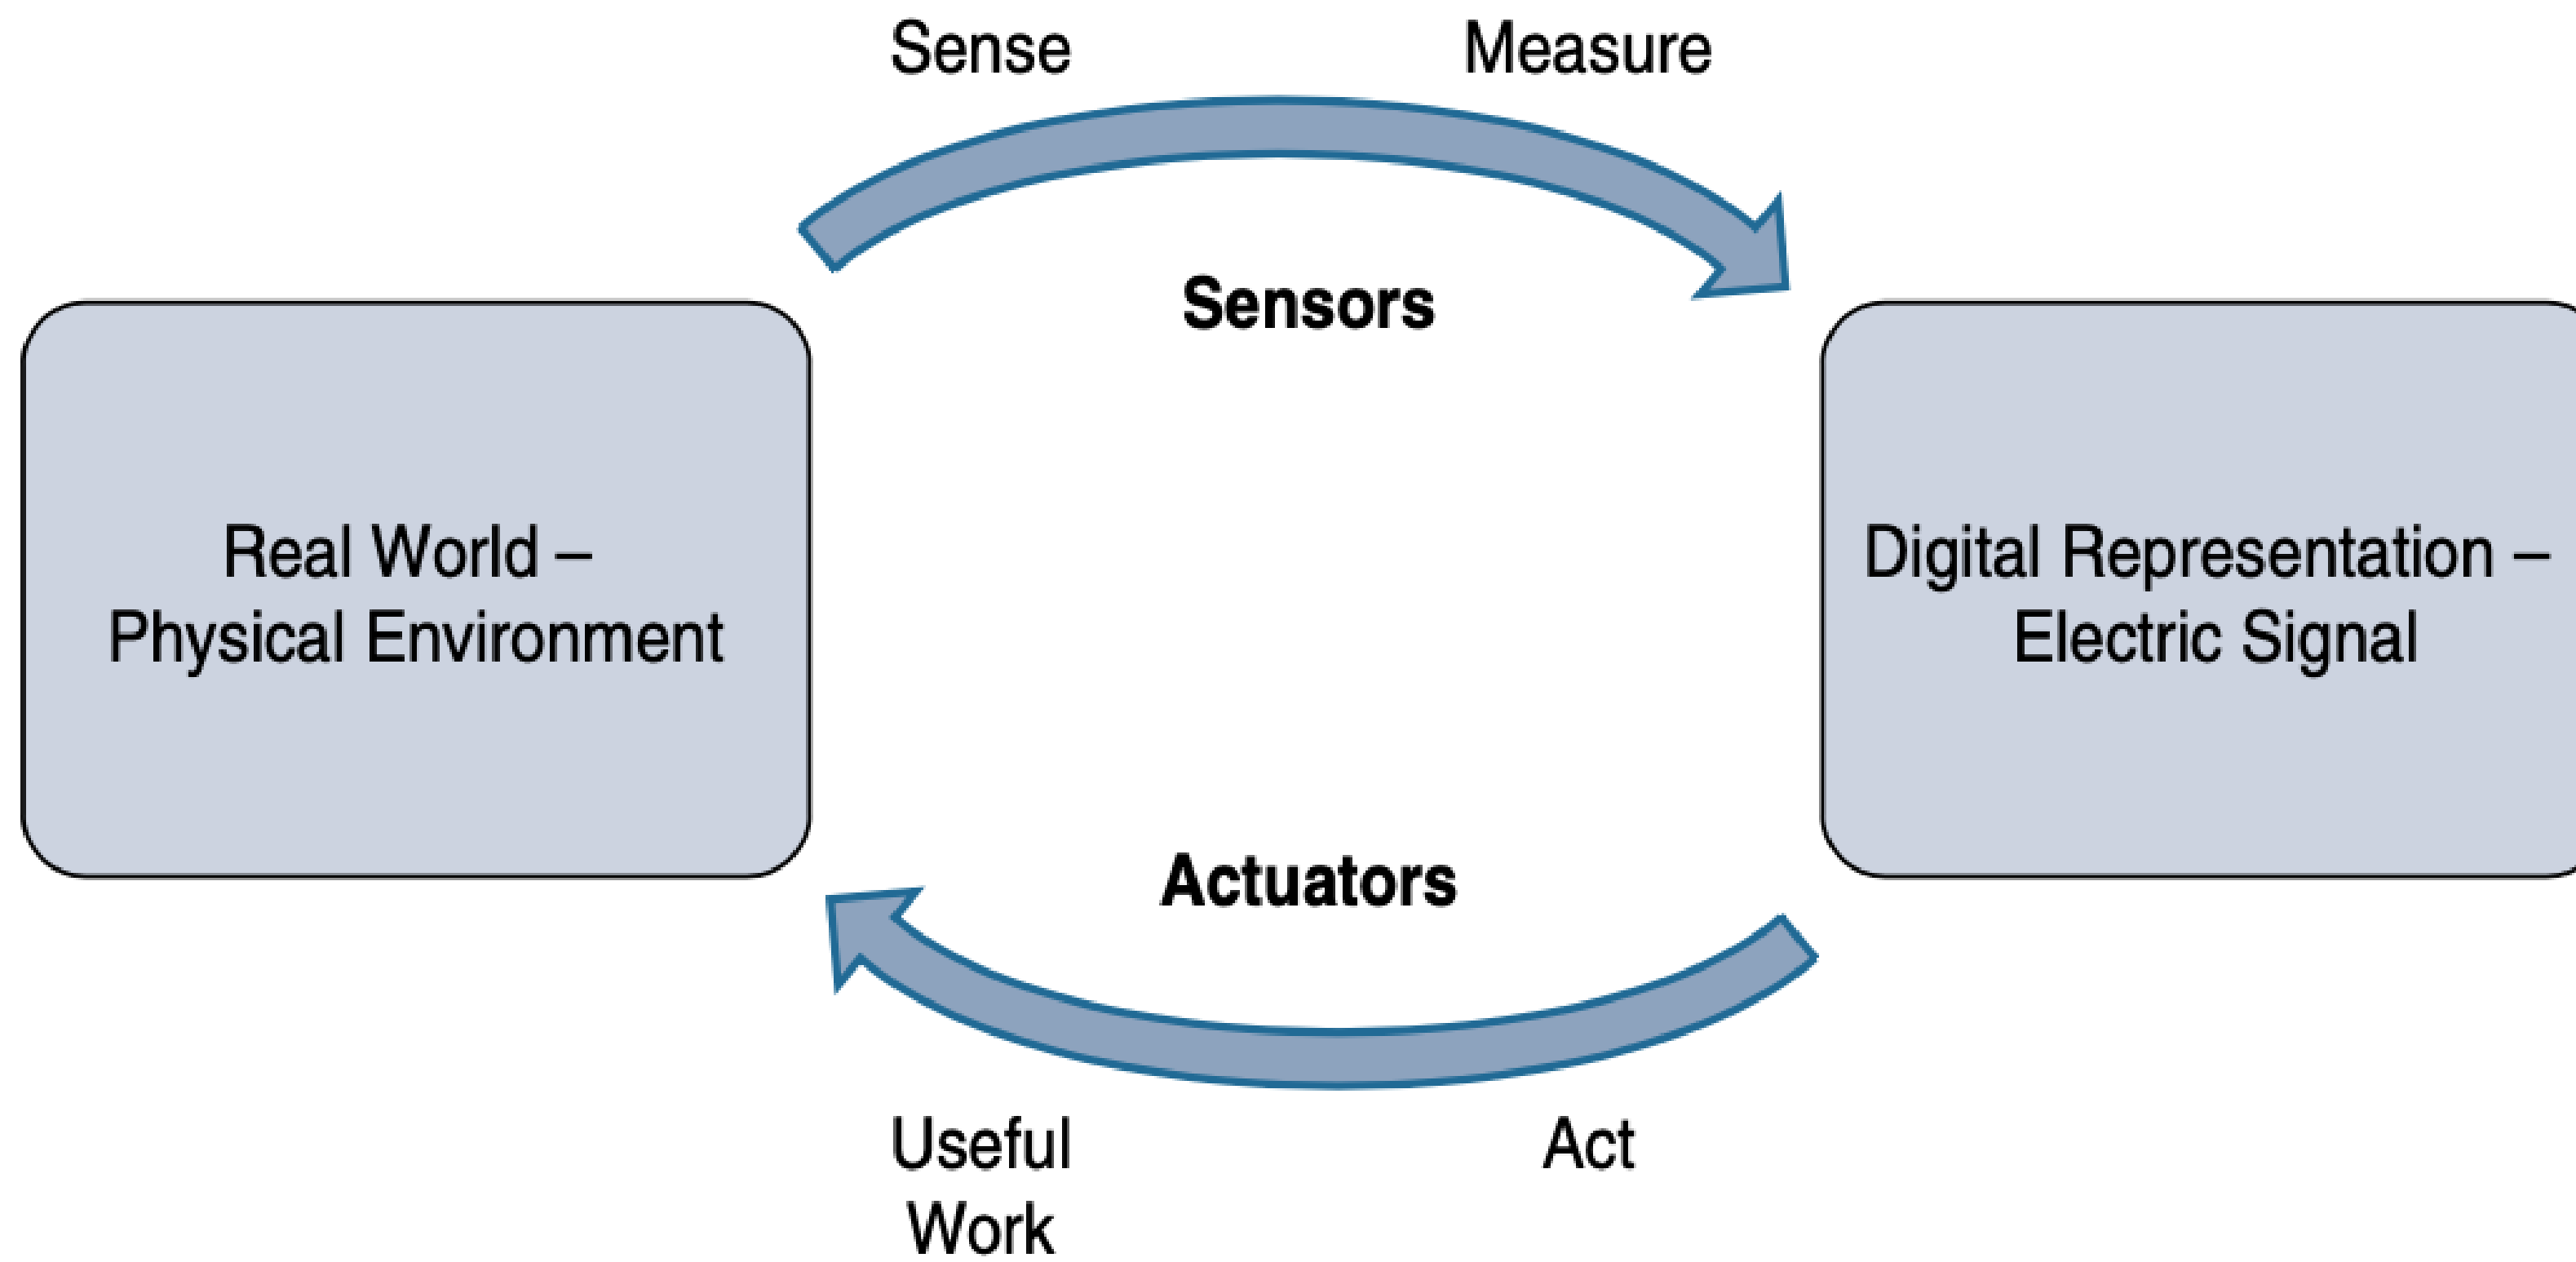 Sense
Measure
Sensors
Real World –
Physical Environment
Digital Representation –
Electric Signal
Actuators
Useful
Work
Act